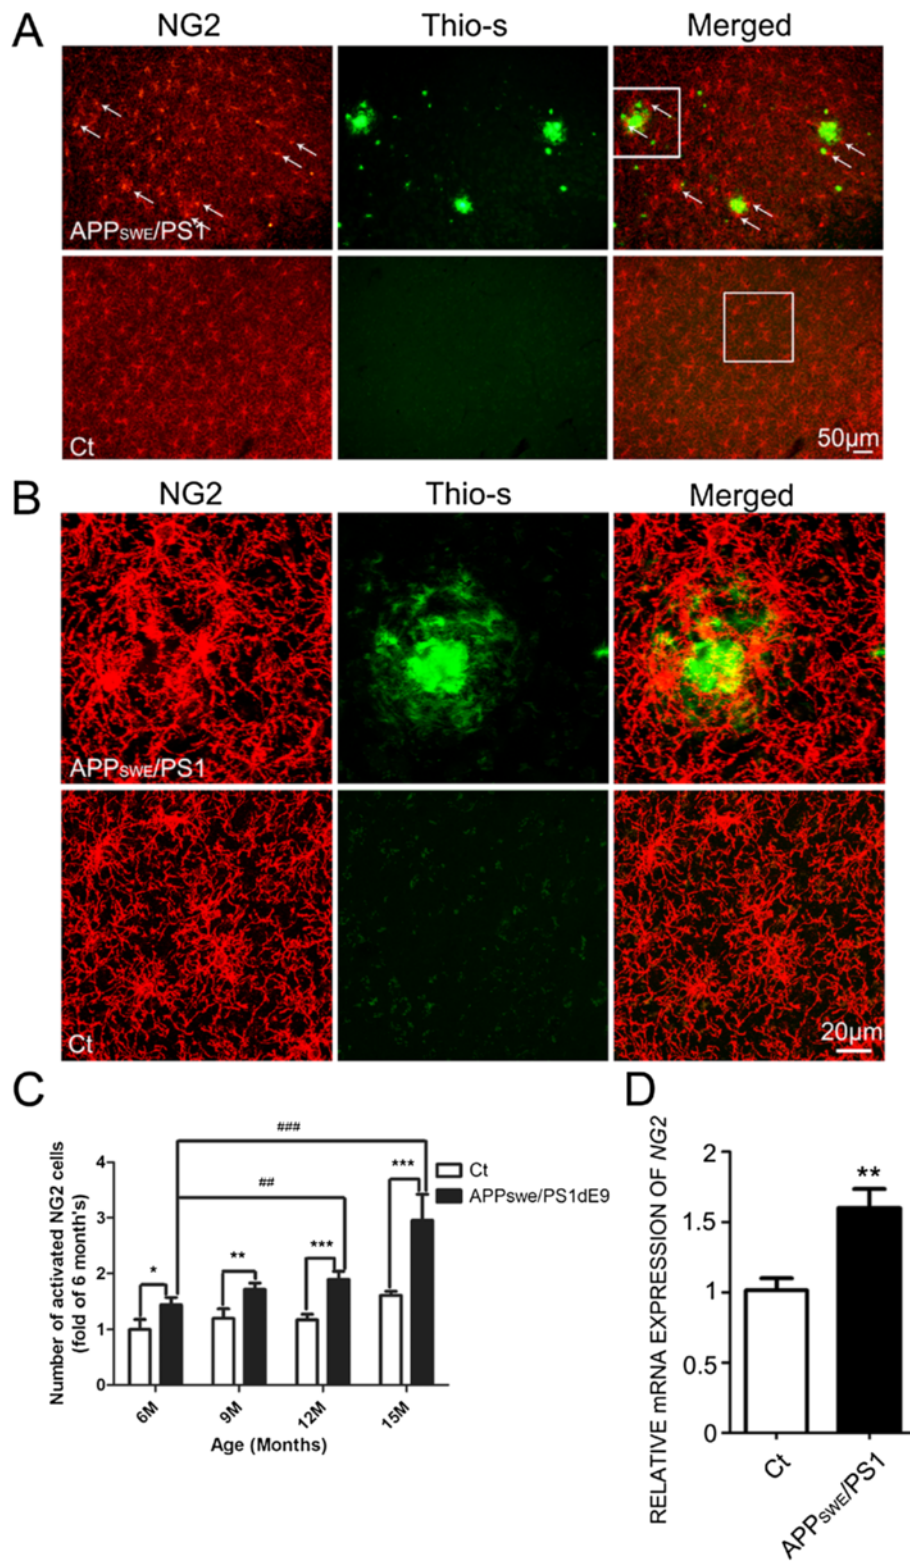 A
NG2 Thio-s Merged
APPSWE/PS1
Ct
50μm
B
NG2 Thio-s Merged
APPSWE/PS1
Ct
20μm
C
###
##
***
***
**
*
Ct
APPswe/PS1dE9
Number of activated NG2 cells
(fold of 6 month's)
4
3
2
1
0
6M 9M 12M 15M
Age (Months)
D
RELATIVE mRNA EXPRESSION OF NG2
2
1.5
1
0.5
0
**
Ct
APPSWE/PS1